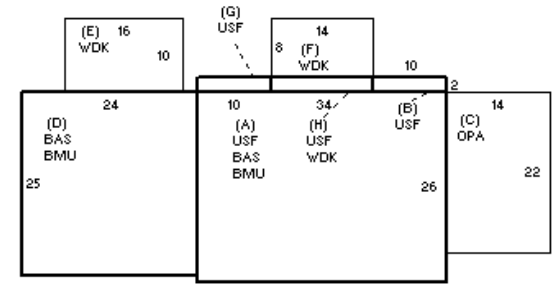 (G)
USF
(E) 16
WDK
10
14
8 (F)
WDK
10
2
24
(D)
BAS
BMU
25
10
(A)
USF
BAS
BMU
34
(H)
USF
WDK
(B)
USF
26
14
(C)
OPA
22